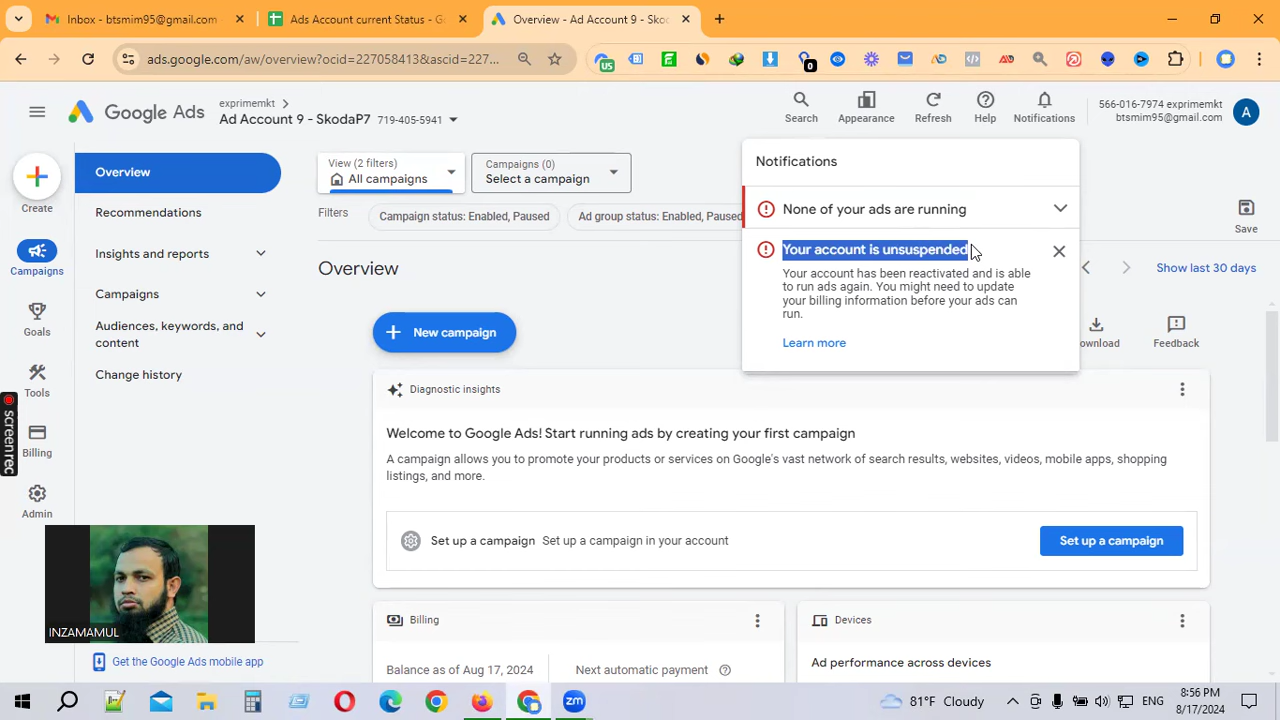 Inbox - btsmim95@gmail.com
Ads Account current Status - G
Overview - Ad Account 9 - Skod
ads.google.com/aw/overview?ocid=227058413&ascid=227...
US
0
Google Ads
exprimemkt
Ad Account 9 - SkodaP7 719-405-5941
Search
Appearance
Refresh
Help
Notifications
566-016-7974 exprimemkt
btsmim95@gmail.com
A
Create
Campaigns
Goals
Tools
Billing
Admin
Overview
Recommendations
Insights and reports
Campaigns
Audiences, keywords, and
content
Change history
Get the Google Ads mobile app
View (2 filters)
All campaigns
Campaigns (0)
Select a campaign
Filters
Campaign status: Enabled, Paused
Ad group status: Enabled, Paused
Save
Overview
Show last 30 days
Notifications
None of your ads are running
Your account is unsuspended
Your account has been reactivated and is able
to run ads again. You might need to update
your billing information before your ads can
run.
Learn more
New campaign
ownload
Feedback
Diagnostic insights
Welcome to Google Ads! Start running ads by creating your first campaign
A campaign allows you to promote your products or services on Google's vast network of search results, websites, videos, mobile apps, shopping
listings, and more.
Set up a campaign Set up a campaign in your account
Set up a campaign
Billing
Balance as of Aug 17, 2024
Next automatic payment
Devices
Ad performance across devices
screenrec
INZAMAMUL
zm
81°F Cloudy
ENG
8:56 PM
8/17/2024